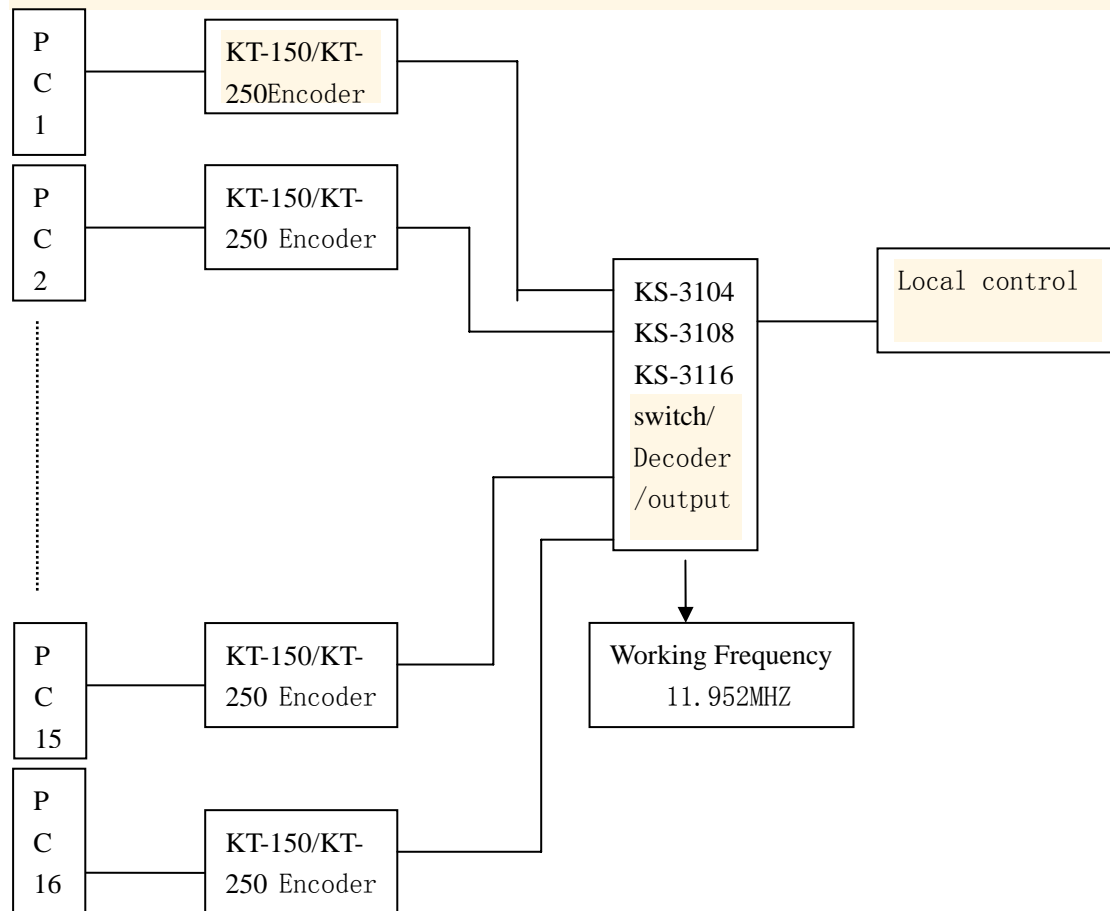 P
C
1
KT-150/KT-
250Encoder
P
C
2
KT-150/KT-
250 Encoder
KS-3104
KS-3108
KS-3116
switch/
Decoder
/output
Local control
Working Frequency
11.952MHZ
P
C
15
KT-150/KT-
250 Encoder
P
C
16
KT-150/KT-
250 Encoder